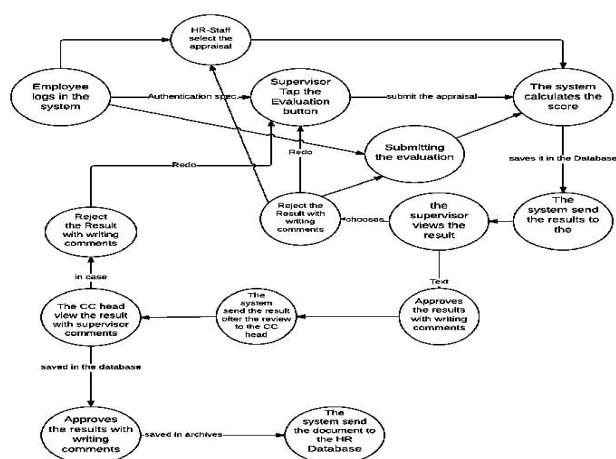 HR-Staff
select the
appraisal
Employee
logs in the
system
Authentication spec.
Supervisor
Tap the
Evaluation
button
submit the appraisal
The system
calculates the
score
Submitting
the evaluation
Redo
Redo
saves it in the Database
Reject the
Result with
writing
comments
Reject the
Result with
writing
comments
chooses
the
supervisor
views the
result
The
system send
the results to
the
in case
Text
The CC head
view the result
with supervisor
comments
The
system
send the result
after the review
to the CC
head
Approves
the results
with writing
comments
saved in the database
Approves
the results with
writing
comments
saved in archives
The
system send
the document to
the HR
Database